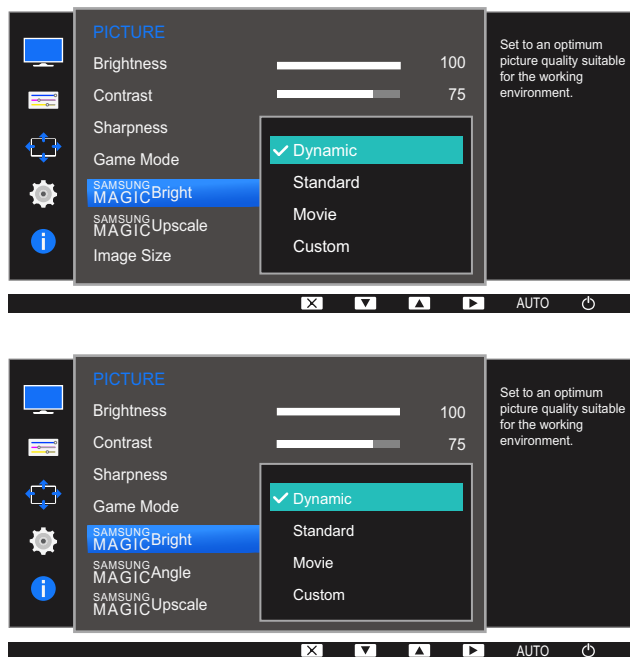 PICTURE
Brightness 100
Contrast 75
Sharpness
Game Mode
SAMSUNG
MAGICBright
SAMSUNG
MAGICUpscale
Image Size
Dynamic
Standard
Movie
Custom
Set to an optimum
picture quality suitable
for the working
environment.
AUTO
PICTURE
Brightness 100
Contrast 75
Sharpness
Game Mode
SAMSUNG
MAGICBright
SAMSUNG
MAGICAngle
SAMSUNG
MAGICUpscale
Dynamic
Standard
Movie
Custom
Set to an optimum
picture quality suitable
for the working
environment.
AUTO